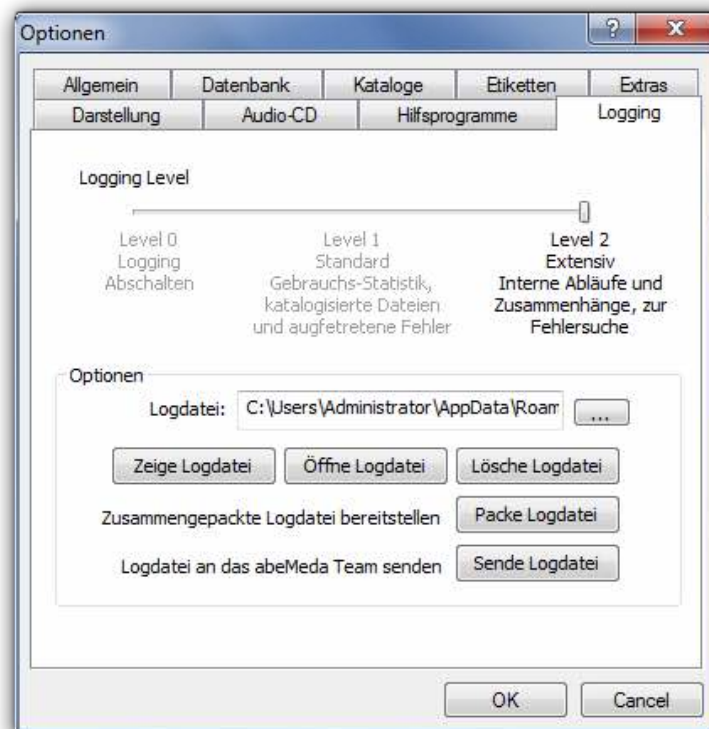 Optionen
Allgemein Datenbank Kataloge Etiketten Extras
Darstellung Audio-CD Hilfsprogramme Logging
Logging Level
Level 0 Level 1 Level 2
Logging Standard Extensiv
Abschalten Gebrauchs-Statistik, Interne Abläufe und
katalogisierte Dateien Zusammenhänge, zur
und augfetretene Fehler Fehlersuche
Optionen
Logdatei: C:\Users\Administrator\AppData\Roam ...
Zeige Logdatei Öffne Logdatei Lösche Logdatei
Zusammengepackte Logdatei bereitstellen Packe Logdatei
Logdatei an das abeMeda Team senden Sende Logdatei
OK Cancel